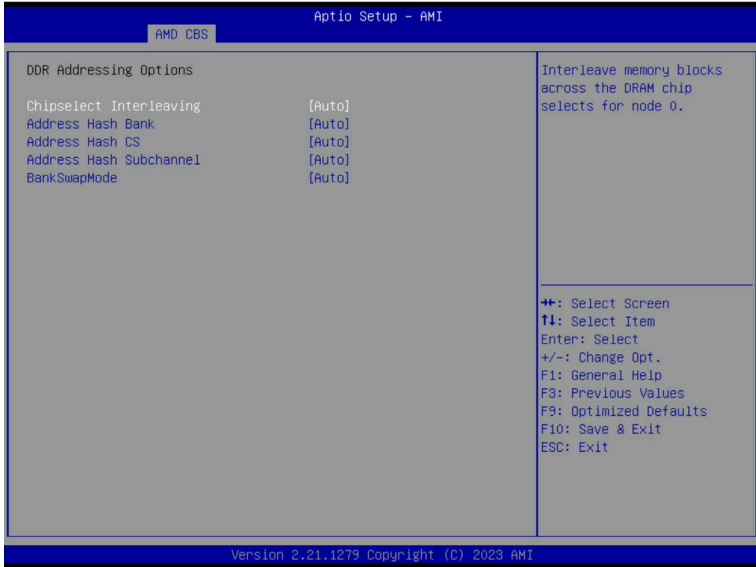 Aptio Setup – AMI
AMD CBS
DDR Addressing Options
Chipselect Interleaving [Auto]
Address Hash Bank [Auto]
Address Hash CS [Auto]
Address Hash Subchannel [Auto]
BankSwapMode [Auto]
Interleave memory blocks
across the DRAM chip
selects for node 0.
→←: Select Screen
↑↓: Select Item
Enter: Select
+/-: Change Opt.
F1: General Help
F3: Previous Values
F9: Optimized Defaults
F10: Save & Exit
ESC: Exit
Version 2.21.1279 Copyright (C) 2023 AMI